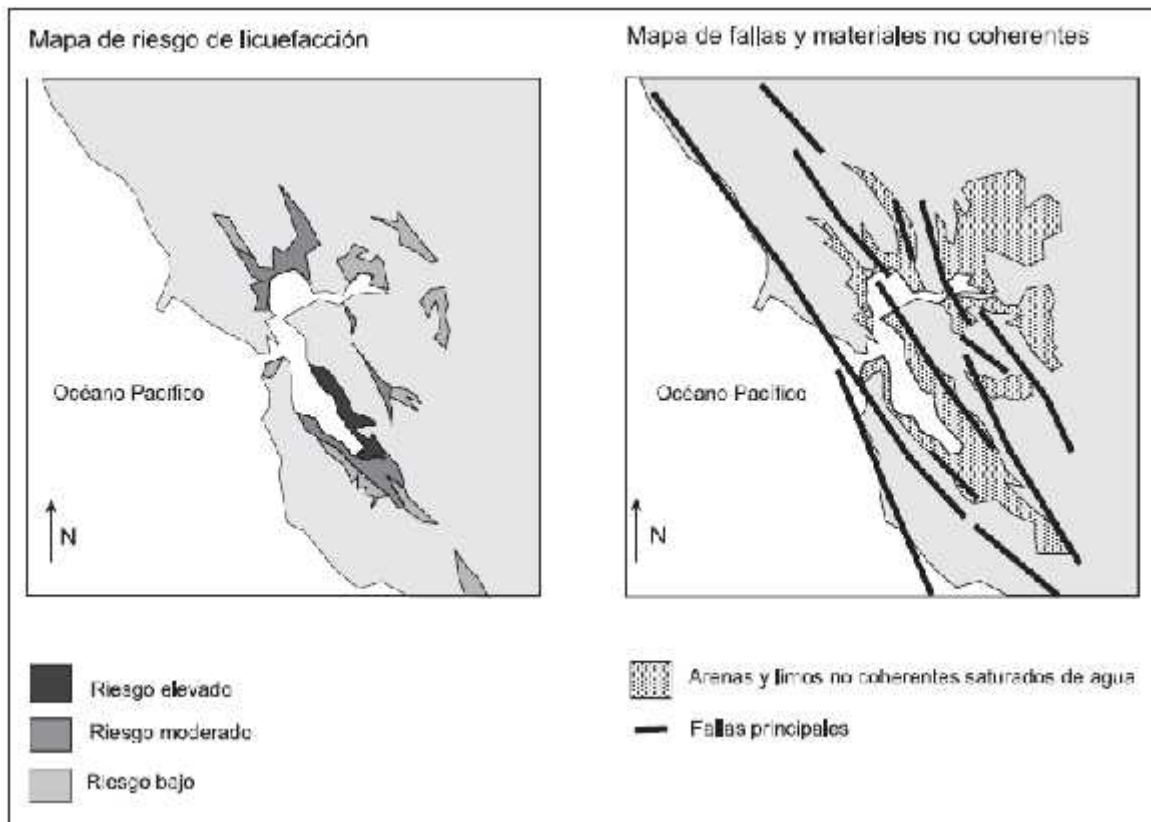 Mapa de riesgo de licuefacción
Mapa de fallas y materiales no coherentes
Océano Pacífico
N
Océano Pacífico
N
Riesgo elevado
Riesgo moderado
Riesgo bajo
Arenas y limos no coherentes saturados de agua
Fallas principales